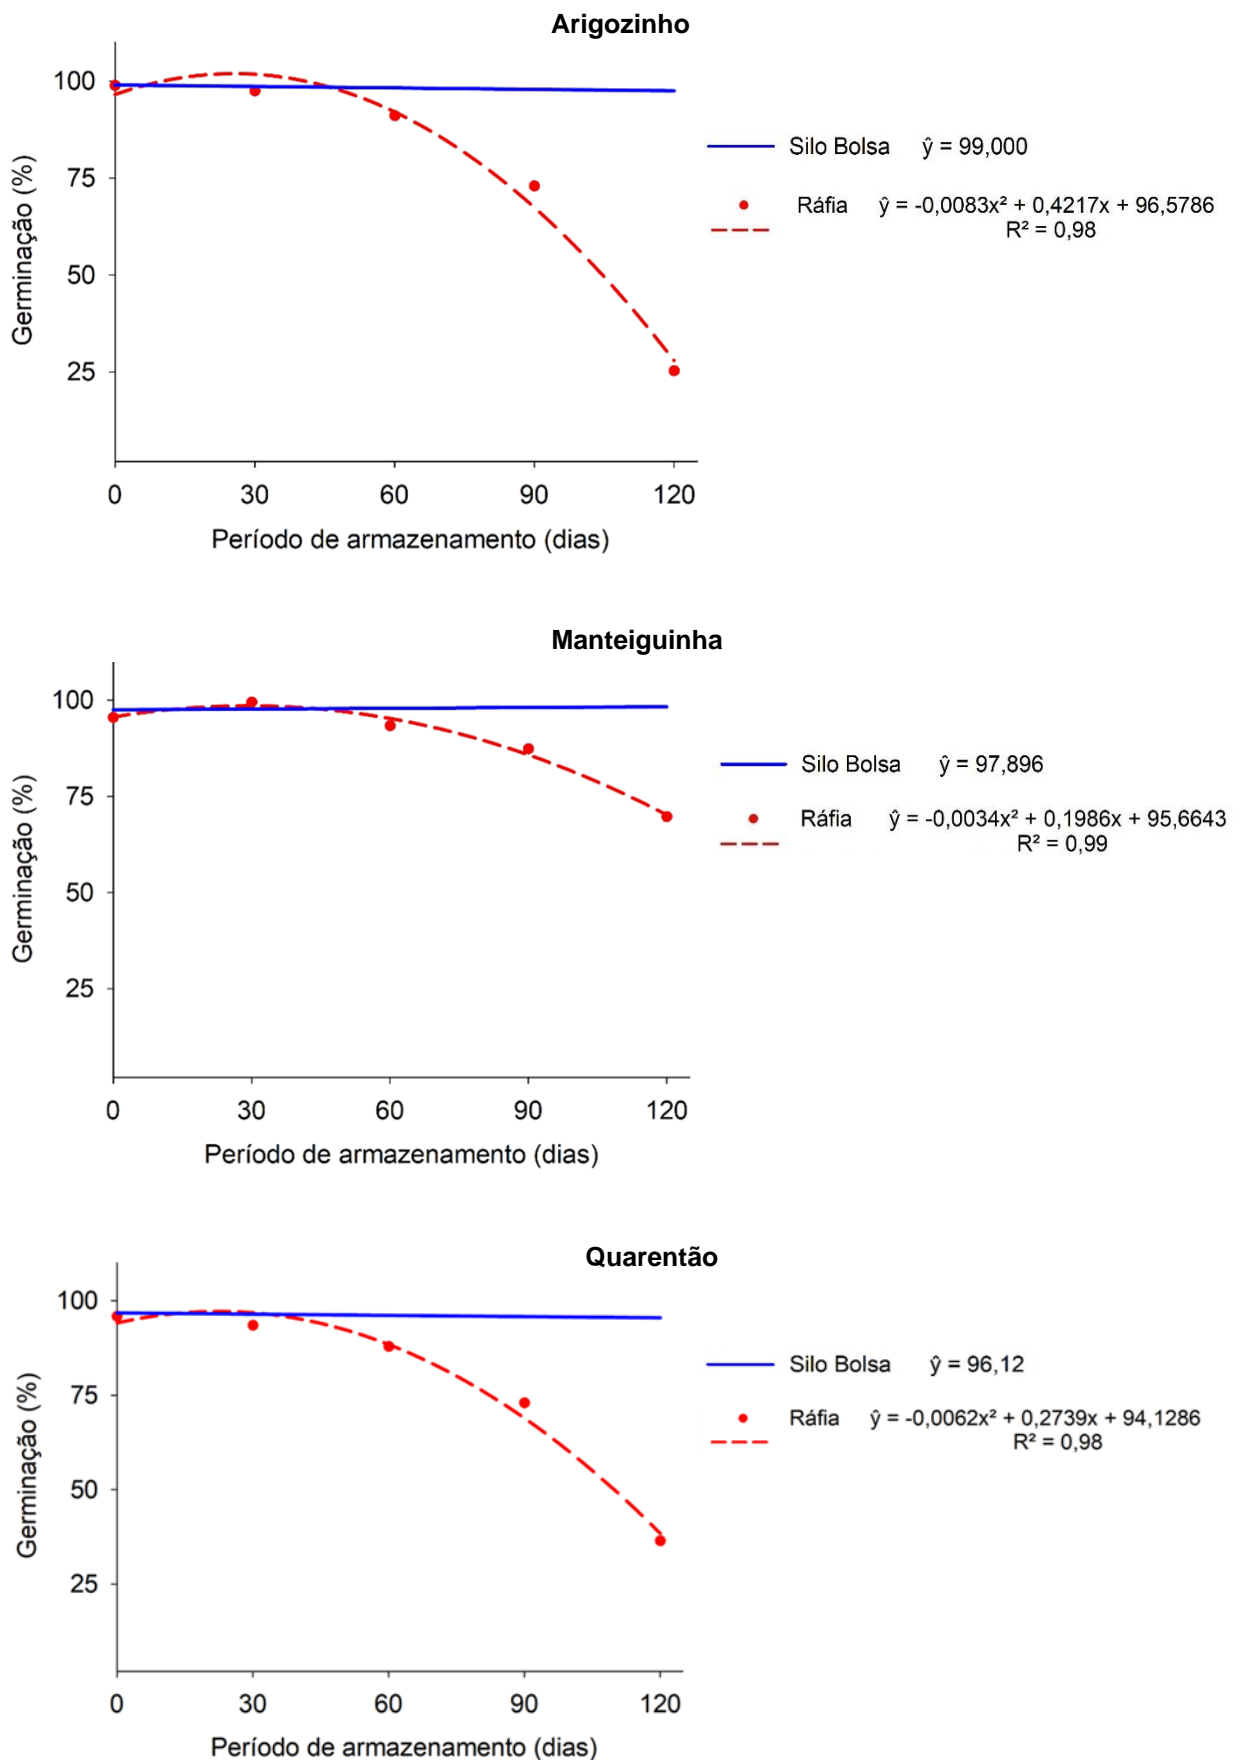 Arigozinho
100
75
50
25
Germinação (%)
0 30 60 90 120
Período de armazenamento (dias)
Silo Bolsa ŷ = 99,000
Ráfia ŷ = -0,0083x² + 0,4217x + 96,5786
R² = 0,98
Manteiguinha
100
75
50
25
Germinação (%)
0 30 60 90 120
Período de armazenamento (dias)
Silo Bolsa ŷ = 97,896
Ráfia ŷ = -0,0034x² + 0,1986x + 95,6643
R² = 0,99
Quarentão
100
75
50
25
Germinação (%)
0 30 60 90 120
Período de armazenamento (dias)
Silo Bolsa ŷ = 96,12
Ráfia ŷ = -0,0062x² + 0,2739x + 94,1286
R² = 0,98